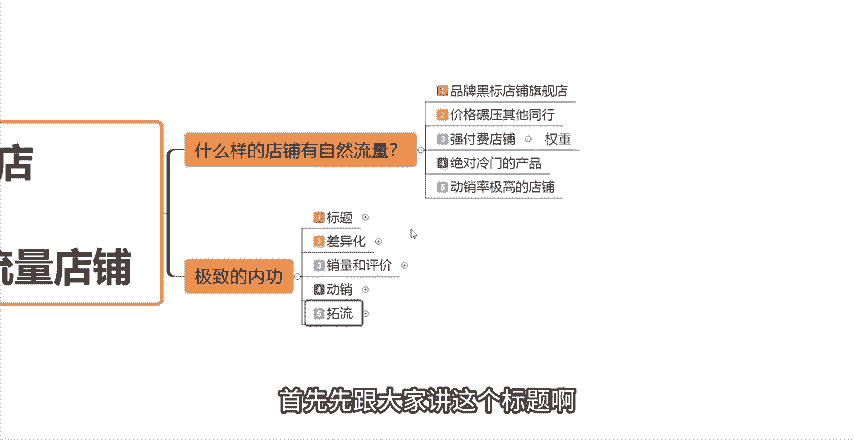 店
流量店铺
什么样的店铺有自然流量?
1 品牌黑标店铺旗舰店
2 价格碾压其他同行
3 强付费店铺 权重
4 绝对冷门的产品
5 动销率极高的店铺
极致的内功
1 标题
2 差异化
3 销量和评价
4 动销
5 拓流
首先先跟大家讲这个标题啊